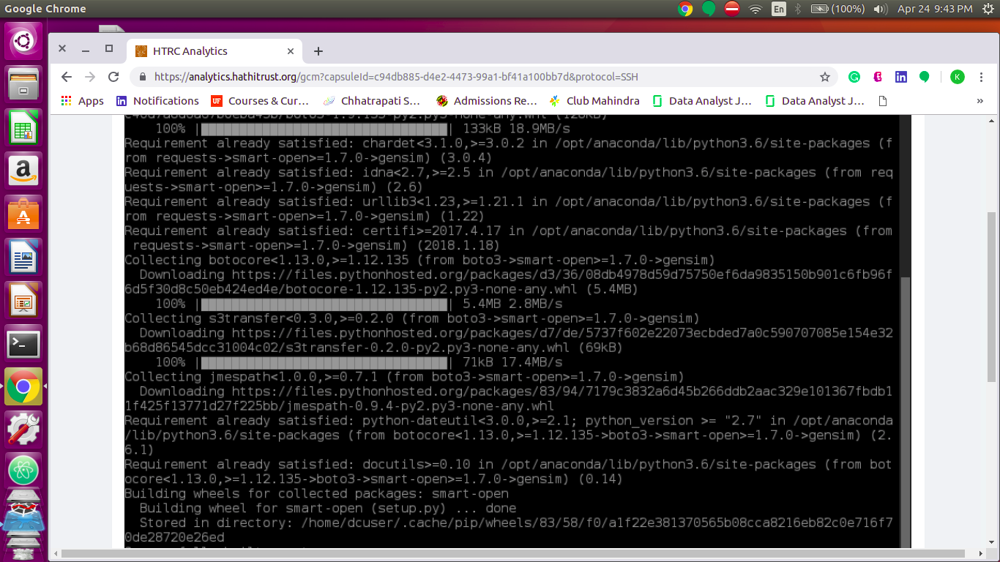 Google Chrome
En
(100%)
Apr 24 9:43 PM
HTRC Analytics
https://analytics.hathitrust.org/gcm?capsuleId=c94db885-d4e2-4473-99a1-bf41a100bb7d&protocol=SSH
K
Apps
Notifications
Courses & Cur...
Chhatrapati S...
Admissions Re...
Club Mahindra
Data Analyst J...
Data Analyst J...
»
100% | | 133kB 18.9MB/s
Requirement already satisfied: chardet<3.1.0,>=3.0.2 in /opt/anaconda/lib/python3.6/site-packages (f
rom requests->smart-open>=1.7.0->gensim) (3.0.4)
Requirement already satisfied: idna<2.7,>=2.5 in /opt/anaconda/lib/python3.6/site-packages (from req
uests->smart-open>=1.7.0->gensim) (2.6)
Requirement already satisfied: urllib3<1.23,>=1.21.1 in /opt/anaconda/lib/python3.6/site-packages (f
rom requests->smart-open>=1.7.0->gensim) (1.22)
Requirement already satisfied: certifi>=2017.4.17 in /opt/anaconda/lib/python3.6/site-packages (from
requests->smart-open>=1.7.0->gensim) (2018.1.18)
Collecting botocore<1.13.0,>=1.12.135 (from boto3->smart-open>=1.7.0->gensim)
Downloading https://files.pythonhosted.org/packages/d3/36/08db4978d59d75750ef6da9835150b901c6fb96f
6d5f30d8c50eb424ed4e/botocore-1.12.135-py2.py3-none-any.whl (5.4MB)
100% | | 5.4MB 2.8MB/s
Collecting s3transfer<0.3.0,>=0.2.0 (from boto3->smart-open>=1.7.0->gensim)
Downloading https://files.pythonhosted.org/packages/d7/de/5737f602e22073ecbded7a0c590707085e154e32
b68d86545dcc31004c02/s3transfer-0.2.0-py2.py3-none-any.whl (69kB)
100% | | 71kB 17.4MB/s
Collecting jmespath<1.0.0,>=0.7.1 (from boto3->smart-open>=1.7.0->gensim)
Downloading https://files.pythonhosted.org/packages/83/94/7179c3832a6d45b266ddb2aac329e101367fbdb1
1f425f13771d27f225bb/jmespath-0.9.4-py2.py3-none-any.whl
Requirement already satisfied: python-dateutil<3.0.0,>=2.1; python_version >= "2.7" in /opt/anaconda
/lib/python3.6/site-packages (from botocore<1.13.0,>=1.12.135->boto3->smart-open>=1.7.0->gensim) (2.
6.1)
Requirement already satisfied: docutils>=0.10 in /opt/anaconda/lib/python3.6/site-packages (from bot
ocore<1.13.0,>=1.12.135->boto3->smart-open>=1.7.0->gensim) (0.14)
Building wheels for collected packages: smart-open
Building wheel for smart-open (setup.py) ... done
Stored in directory: /home/dcuser/.cache/pip/wheels/83/58/f0/a1f22e381370565b08cca8216eb82c0e716f7
0de28720e26ed